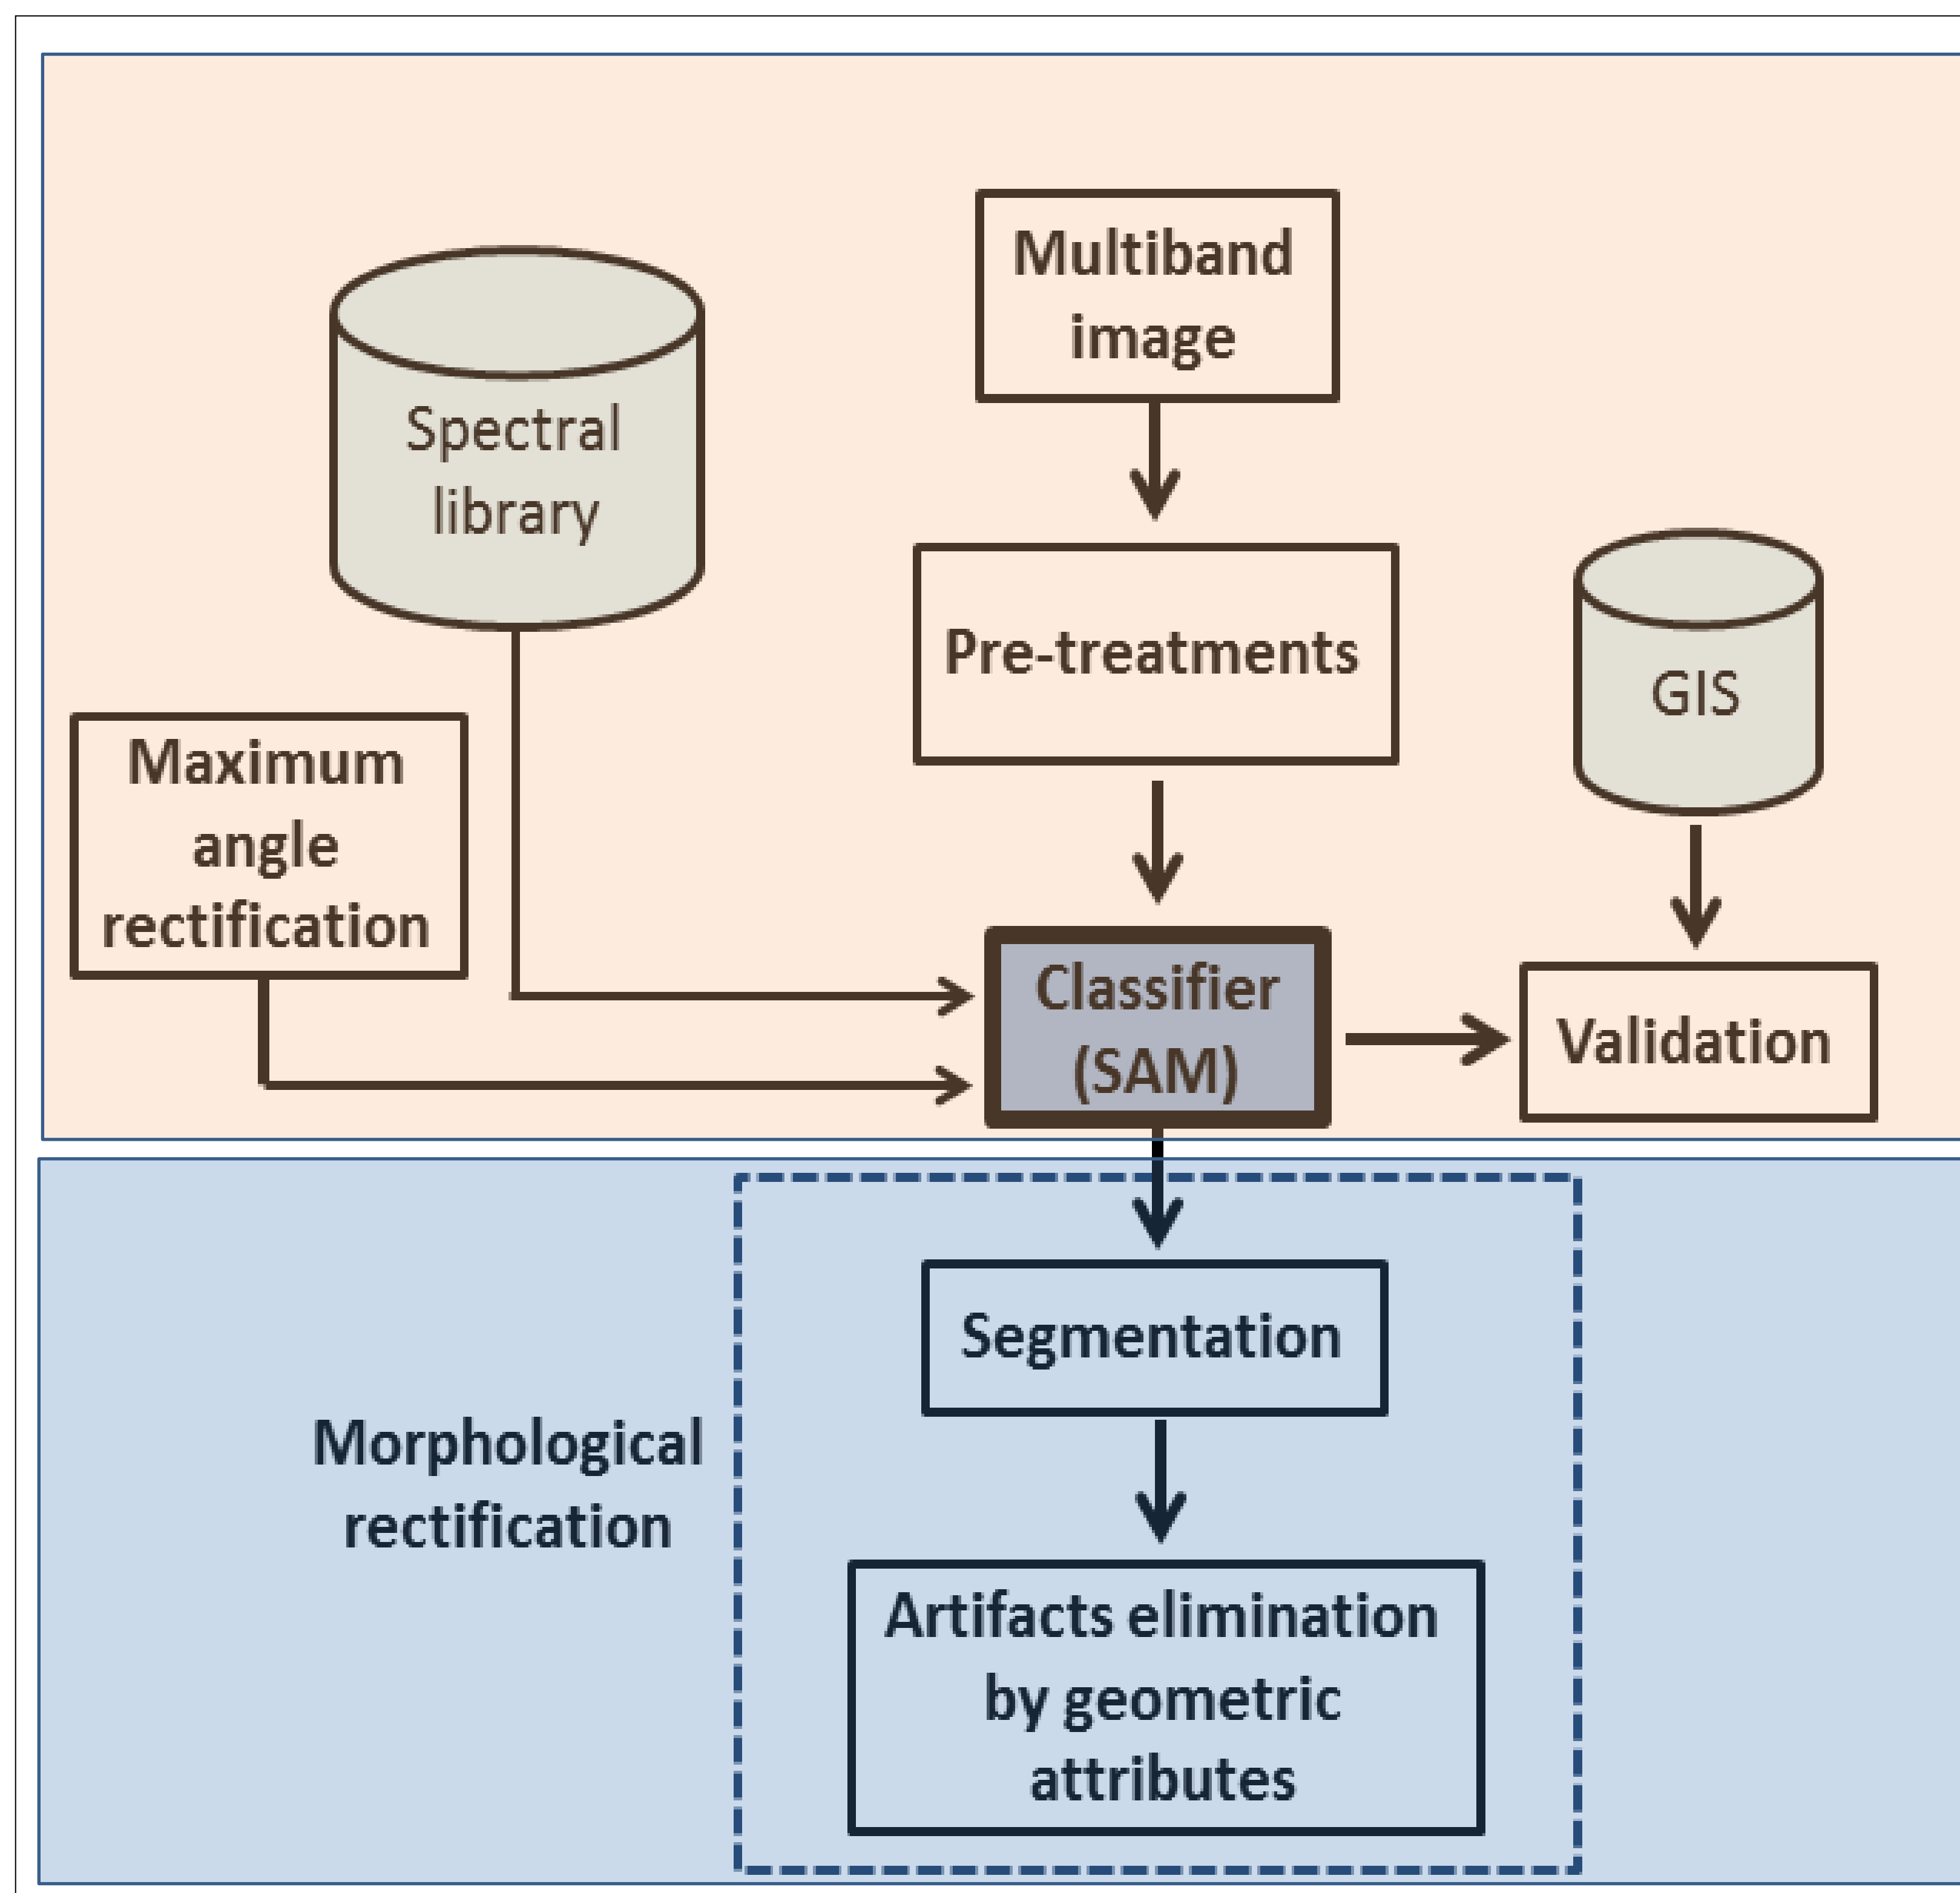 Multiband
image
Spectral
library
Pre-treatments
GIS
Maximum
angle
rectification
Classifier
(SAM)
Validation
Segmentation
Morphological
rectification
Artifacts elimination
by geometric
attributes